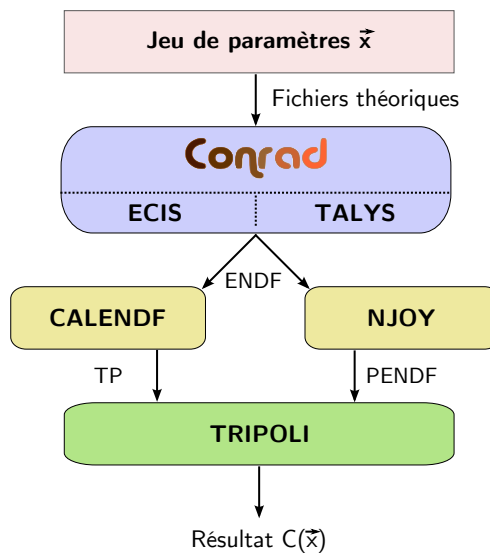 Jeu de paramètres x⃗
Fichiers théoriques
Conrad
ECIS TALYS
ENDF
CALENDF NJOY
TP PENDF
TRIPOLI
Résultat C(x⃗)